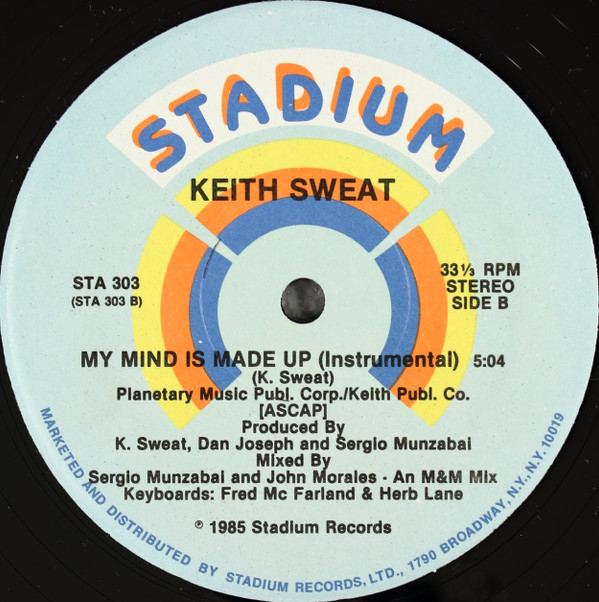 STADIUM
KEITH SWEAT
STA 303
(STA 303 B)
33⅓ RPM
STEREO
SIDE B
MY MIND IS MADE UP (Instrumental) 5:04
(K. Sweat)
Planetary Music Publ. Corp./Keith Publ. Co.
[ASCAP]
Produced By
K. Sweat, Dan Joseph and Sergio Munzabai
Mixed By
Sergio Munzabai and John Morales - An M&M Mix
Keyboards: Fred Mc Farland & Herb Lane
℗ 1985 Stadium Records
MARKETED AND DISTRIBUTED BY STADIUM RECORDS, LTD., 1790 BROADWAY, N.Y. N.Y. 10019